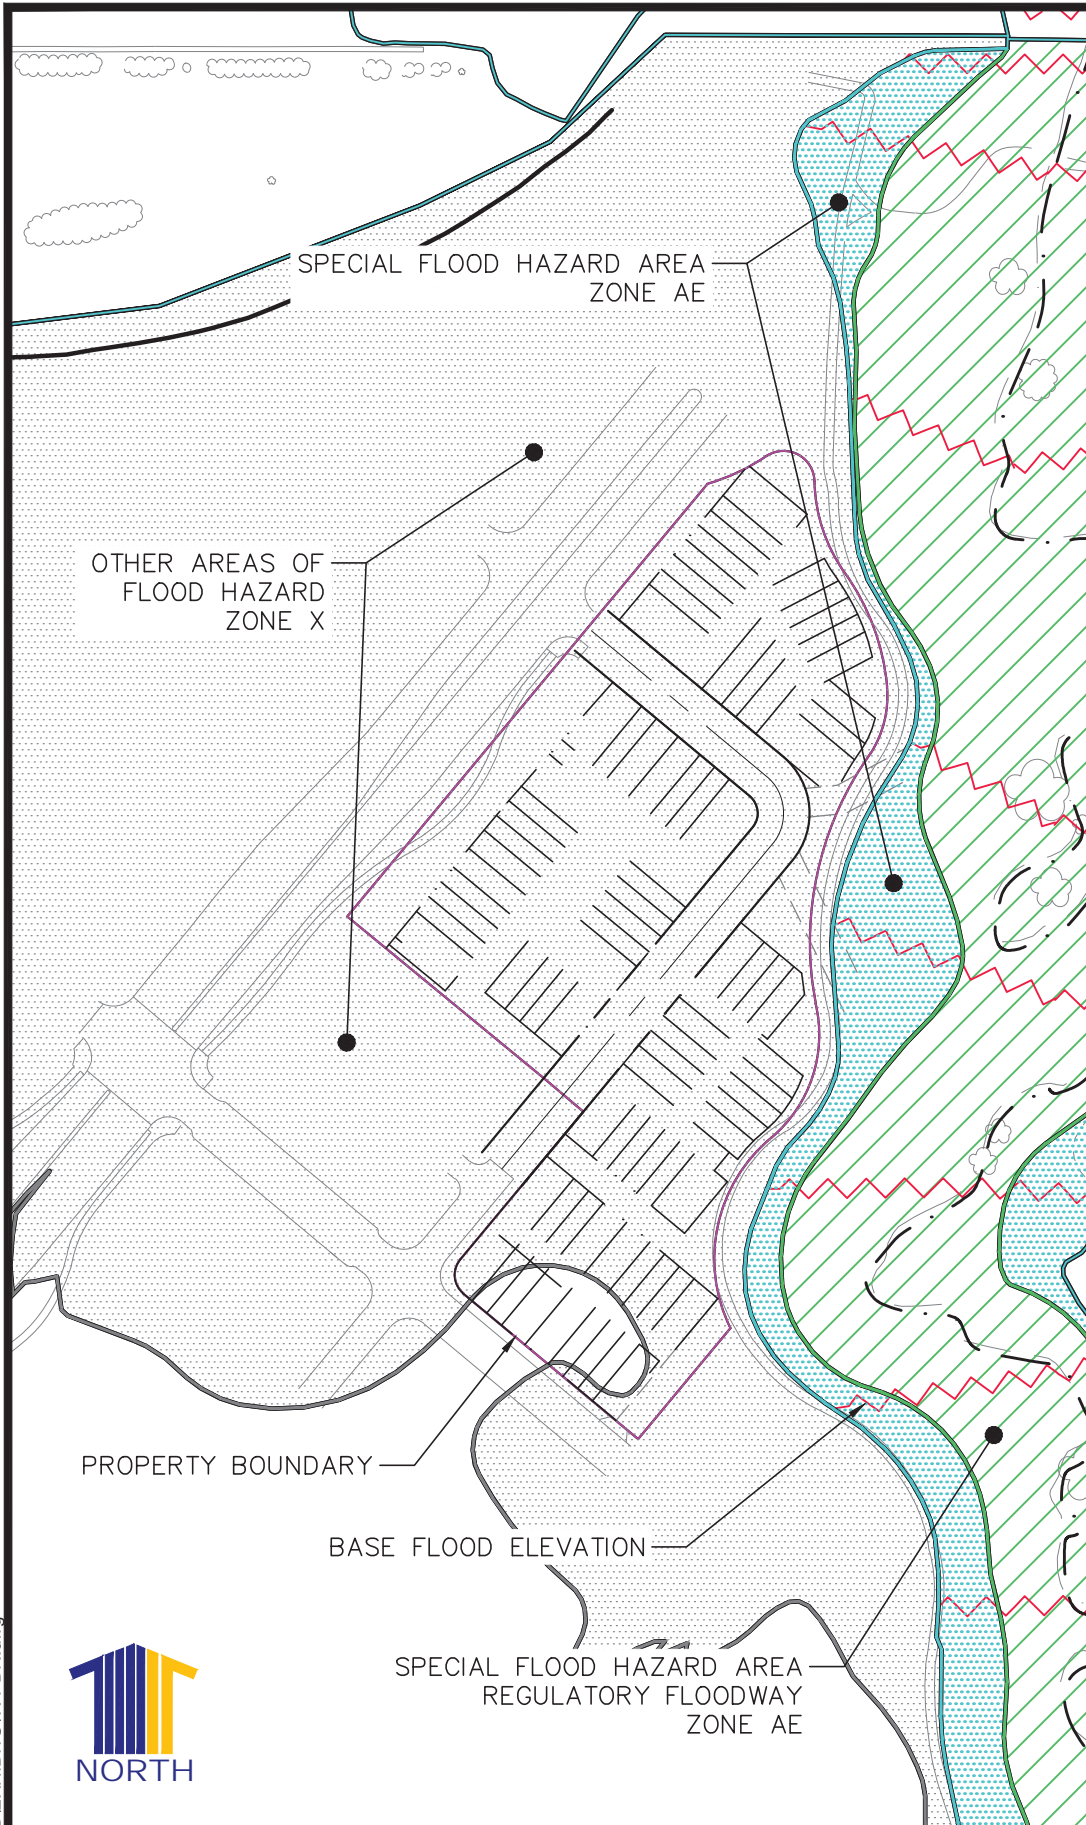 SPECIAL FLOOD HAZARD AREA
ZONE AE
OTHER AREAS OF
FLOOD HAZARD
ZONE X
PROPERTY BOUNDARY
BASE FLOOD ELEVATION
SPECIAL FLOOD HAZARD AREA
REGULATORY FLOODWAY
ZONE AE
NORTH